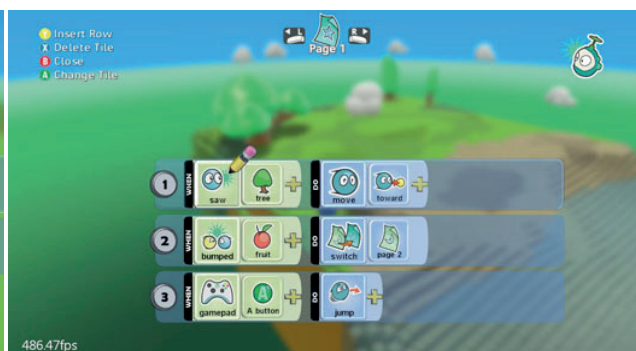 Y Insert Row
X Delete Tile
B Close
A Change Tile
L Page 1 R
1 WHEN saw tree + DO move toward +
2 WHEN bumped fruit + DO switch page 2
3 WHEN gamepad A A button + DO jump +
486.47fps